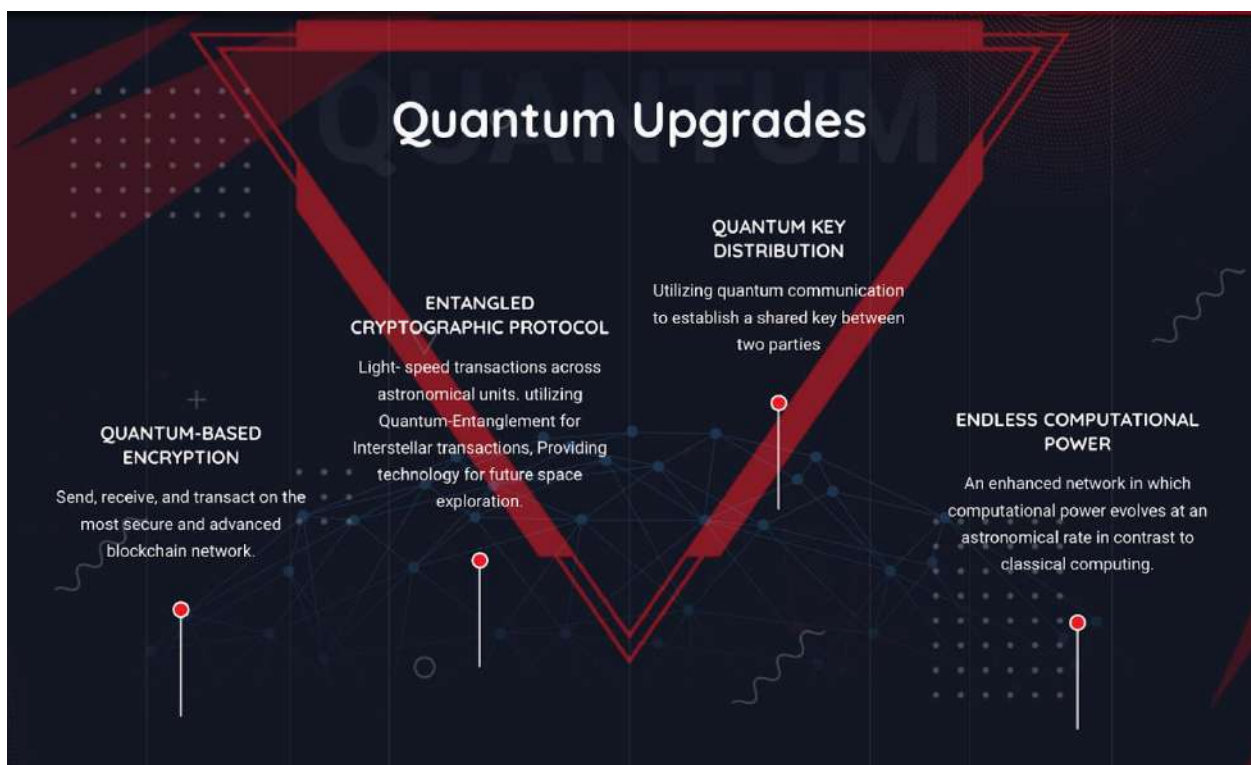 QUANTUM
Quantum Upgrades
QUANTUM-BASED
ENCRYPTION
Send, receive, and transact on the
most secure and advanced
blockchain network.
ENTANGLED
CRYPTOGRAPHIC PROTOCOL
Light- speed transactions across
astronomical units. utilizing
Quantum-Entanglement for
Interstellar transactions, Providing
technology for future space
exploration.
QUANTUM KEY
DISTRIBUTION
Utilizing quantum communication
to establish a shared key between
two parties
ENDLESS COMPUTATIONAL
POWER
An enhanced network in which
computational power evolves at an
astronomical rate in contrast to
classical computing.